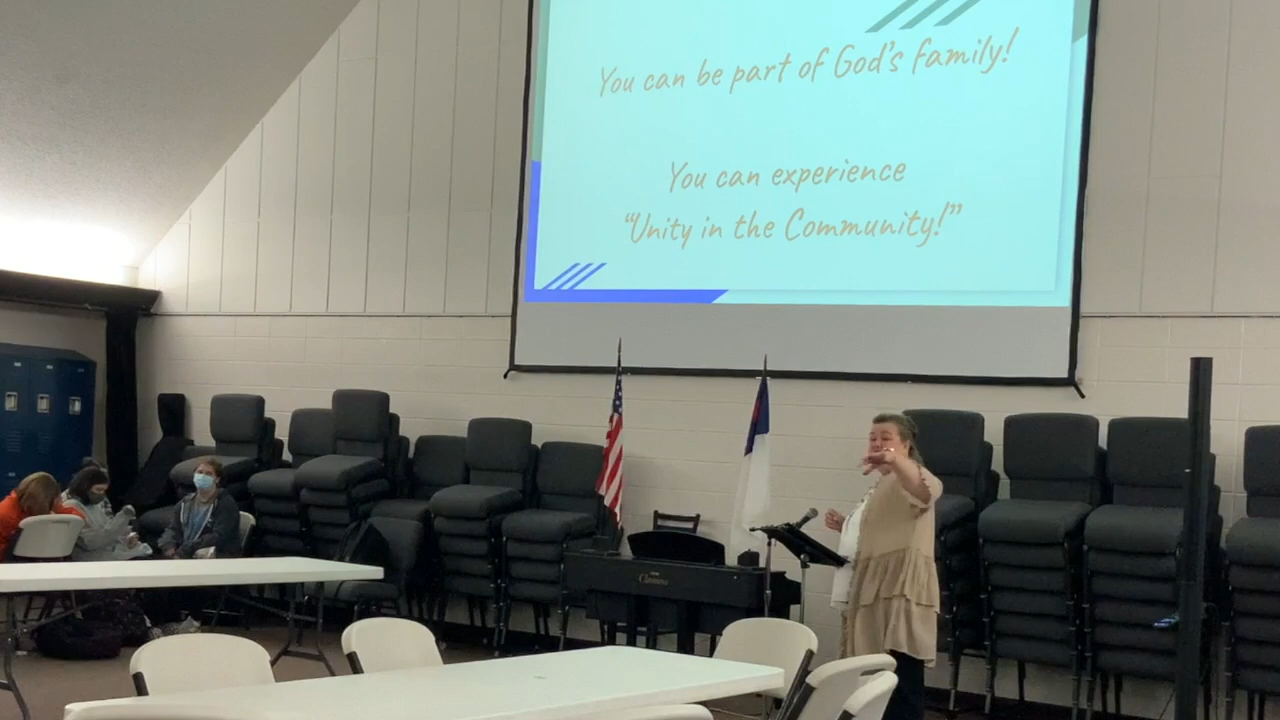 You can be part of God's family!
You can experience
"Unity in the Community!"